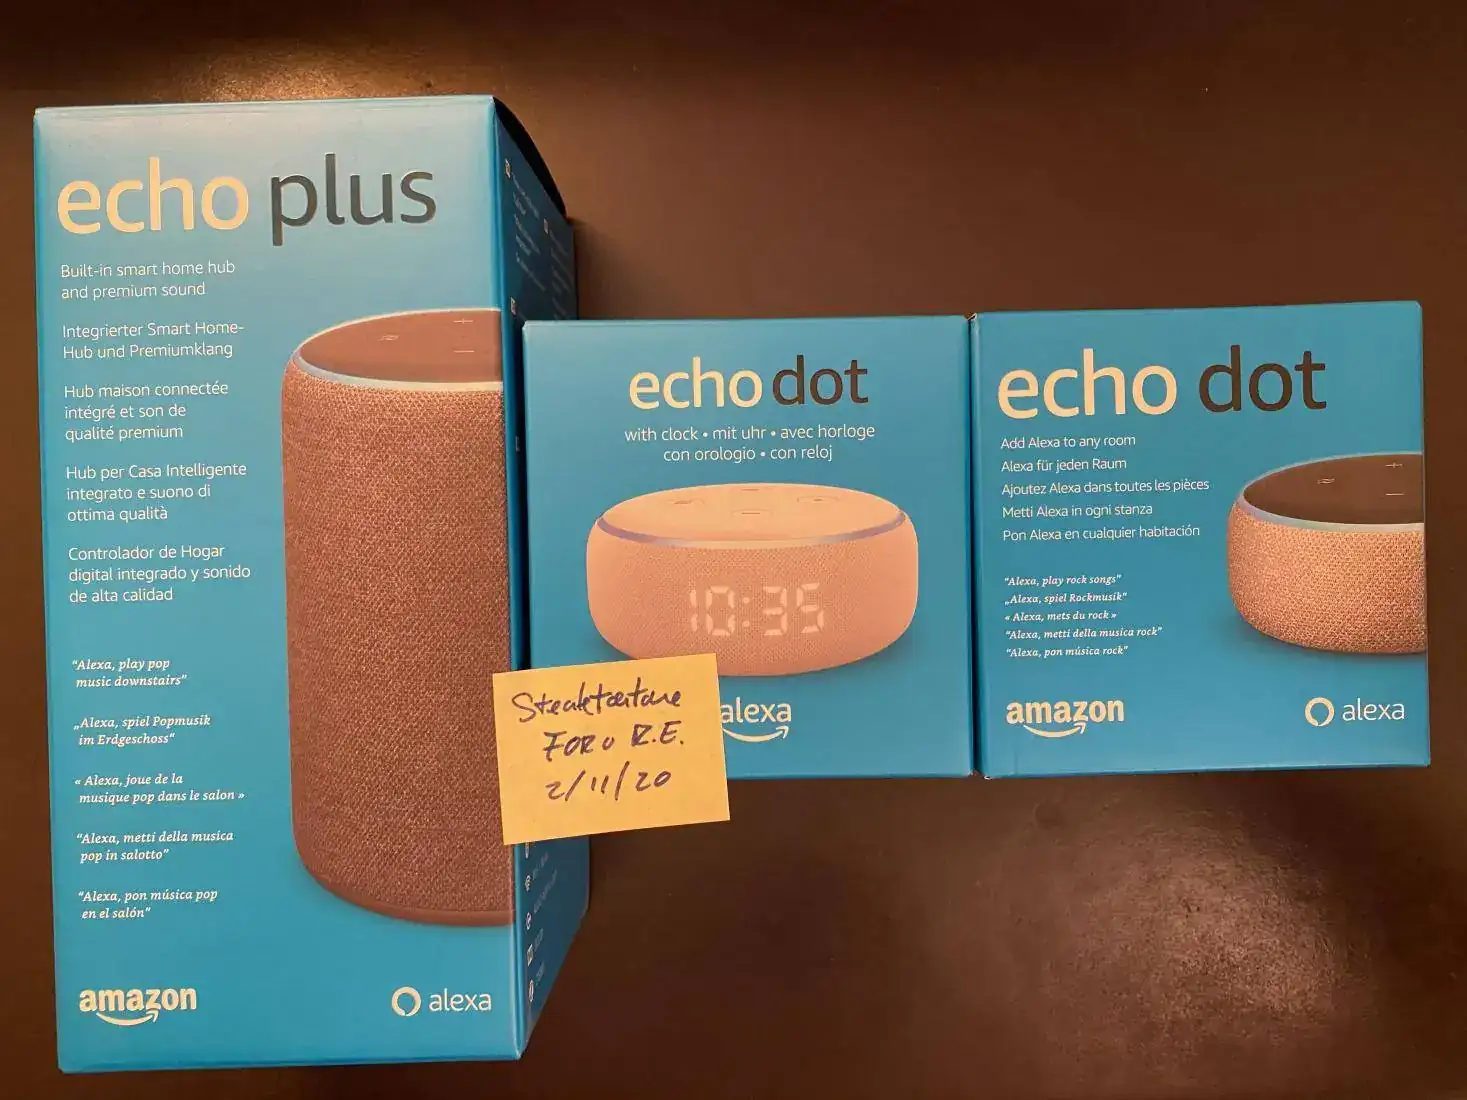 echo plus
Built-in smart home hub
and premium sound
Integrierter Smart Home-
Hub und Premiumklang
Hub maison connectée
intégré et son de
qualité premium
Hub per Casa Intelligente
integrato e suono di
ottima qualità
Controlador de Hogar
digital integrado y sonido
de alta calidad
"Alexa, play pop
music downstairs"
„Alexa, spiel Popmusik
im Erdgeschoss“
« Alexa, joue de la
musique pop dans le salon »
"Alexa, metti della musica
pop in salotto"
"Alexa, pon música pop
en el salón"
amazon
alexa
echo dot
with clock • mit uhr • avec horloge
con orologio • con reloj
10:35
alexa
FORO R.E.
2/11/20
echo dot
Add Alexa to any room
Alexa für jeden Raum
Ajoutez Alexa dans toutes les pièces
Metti Alexa in ogni stanza
Pon Alexa en cualquier habitación
"Alexa, play rock songs"
„Alexa, spiel Rockmusik“
« Alexa, mets du rock »
"Alexa, metti della musica rock"
"Alexa, pon música rock"
amazon
alexa